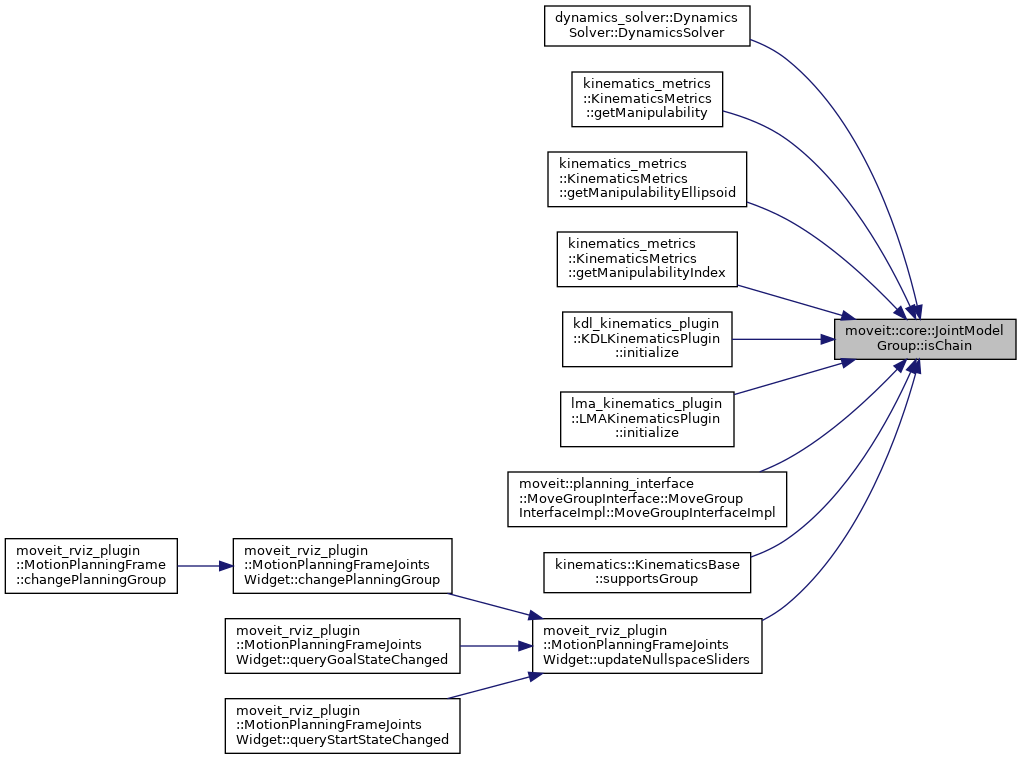 dynamics_solver::Dynamics
Solver::DynamicsSolver
kinematics_metrics
::KinematicsMetrics
::getManipulability
kinematics_metrics
::KinematicsMetrics
::getManipulabilityEllipsoid
kinematics_metrics
::KinematicsMetrics
::getManipulabilityIndex
kdl_kinematics_plugin
::KDLKinematicsPlugin
::initialize
moveit::core::JointModel
Group::isChain
lma_kinematics_plugin
::LMAKinematicsPlugin
::initialize
moveit::planning_interface
::MoveGroupInterface::MoveGroup
InterfaceImpl::MoveGroupInterfaceImpl
kinematics::KinematicsBase
::supportsGroup
moveit_rviz_plugin
::MotionPlanningFrame
::changePlanningGroup
moveit_rviz_plugin
::MotionPlanningFrameJoints
Widget::changePlanningGroup
moveit_rviz_plugin
::MotionPlanningFrameJoints
Widget::queryGoalStateChanged
moveit_rviz_plugin
::MotionPlanningFrameJoints
Widget::updateNullspaceSliders
moveit_rviz_plugin
::MotionPlanningFrameJoints
Widget::queryStartStateChanged